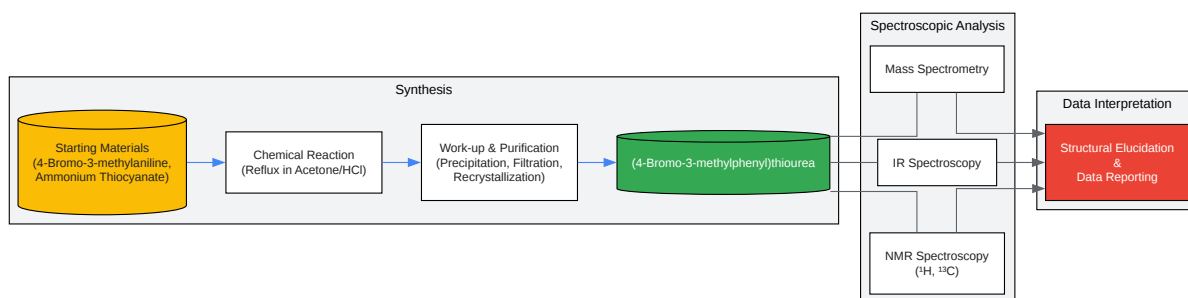 Spectroscopic Analysis
Mass Spectrometry
Synthesis
Data Interpretation
Starting Materials
(4-Bromo-3-methylaniline,
Ammonium Thiocyanate)
Chemical Reaction
(Reflux in Acetone/HCl)
Work-up & Purification
(Precipitation, Filtration,
Recrystallization)
(4-Bromo-3-methylphenyl)thiourea
IR Spectroscopy
Structural Elucidation
&
Data Reporting
NMR Spectroscopy
(¹H, ¹³C)